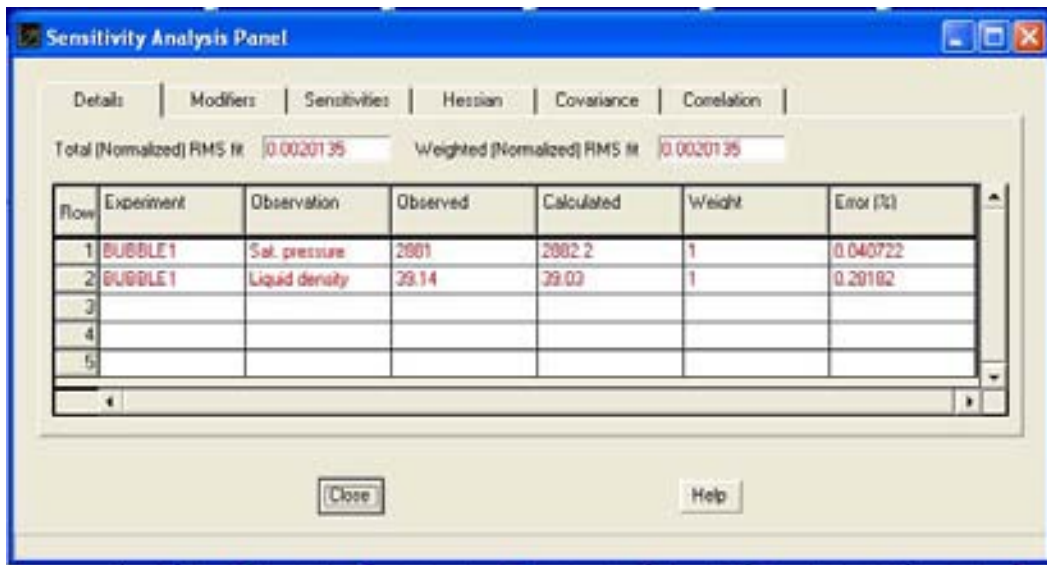 Sensitivity Analysis Panel
Details Modifiers Sensitivities Hessian Covariance Correlation
Total (Normalized) RMS fit 0.0020135 Weighted (Normalized) RMS fit 0.0020135
Row Experiment Observation Observed Calculated Weight Error (%)
1 BUBBLE1 Sat. pressure 2881 2882.2 1 0.040722
2 BUBBLE1 Liquid density 39.14 39.03 1 0.28182
3
4
5
Close Help